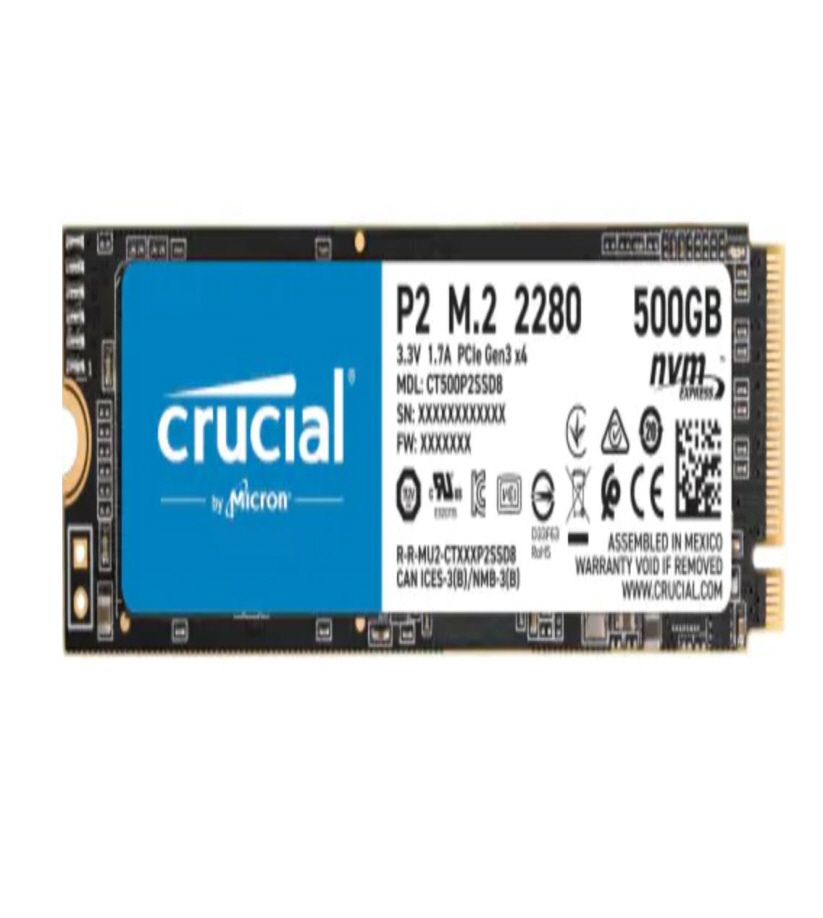 P2 M.2 2280 500GB
3.3V 1.7A PCIe Gen3 x4
MDL: CT500P2SSD8
SN: XXXXXXXXXXXX
FW: XXXXXXX
nvm
EXPRESS
crucial®
by Micron®
20
D33F63
RoHS
R-R-MU2-CTXXXP2SSD8
CAN ICES-3(B)/NMB-3(B)
ASSEMBLED IN MEXICO
WARRANTY VOID IF REMOVED
WWW.CRUCIAL.COM